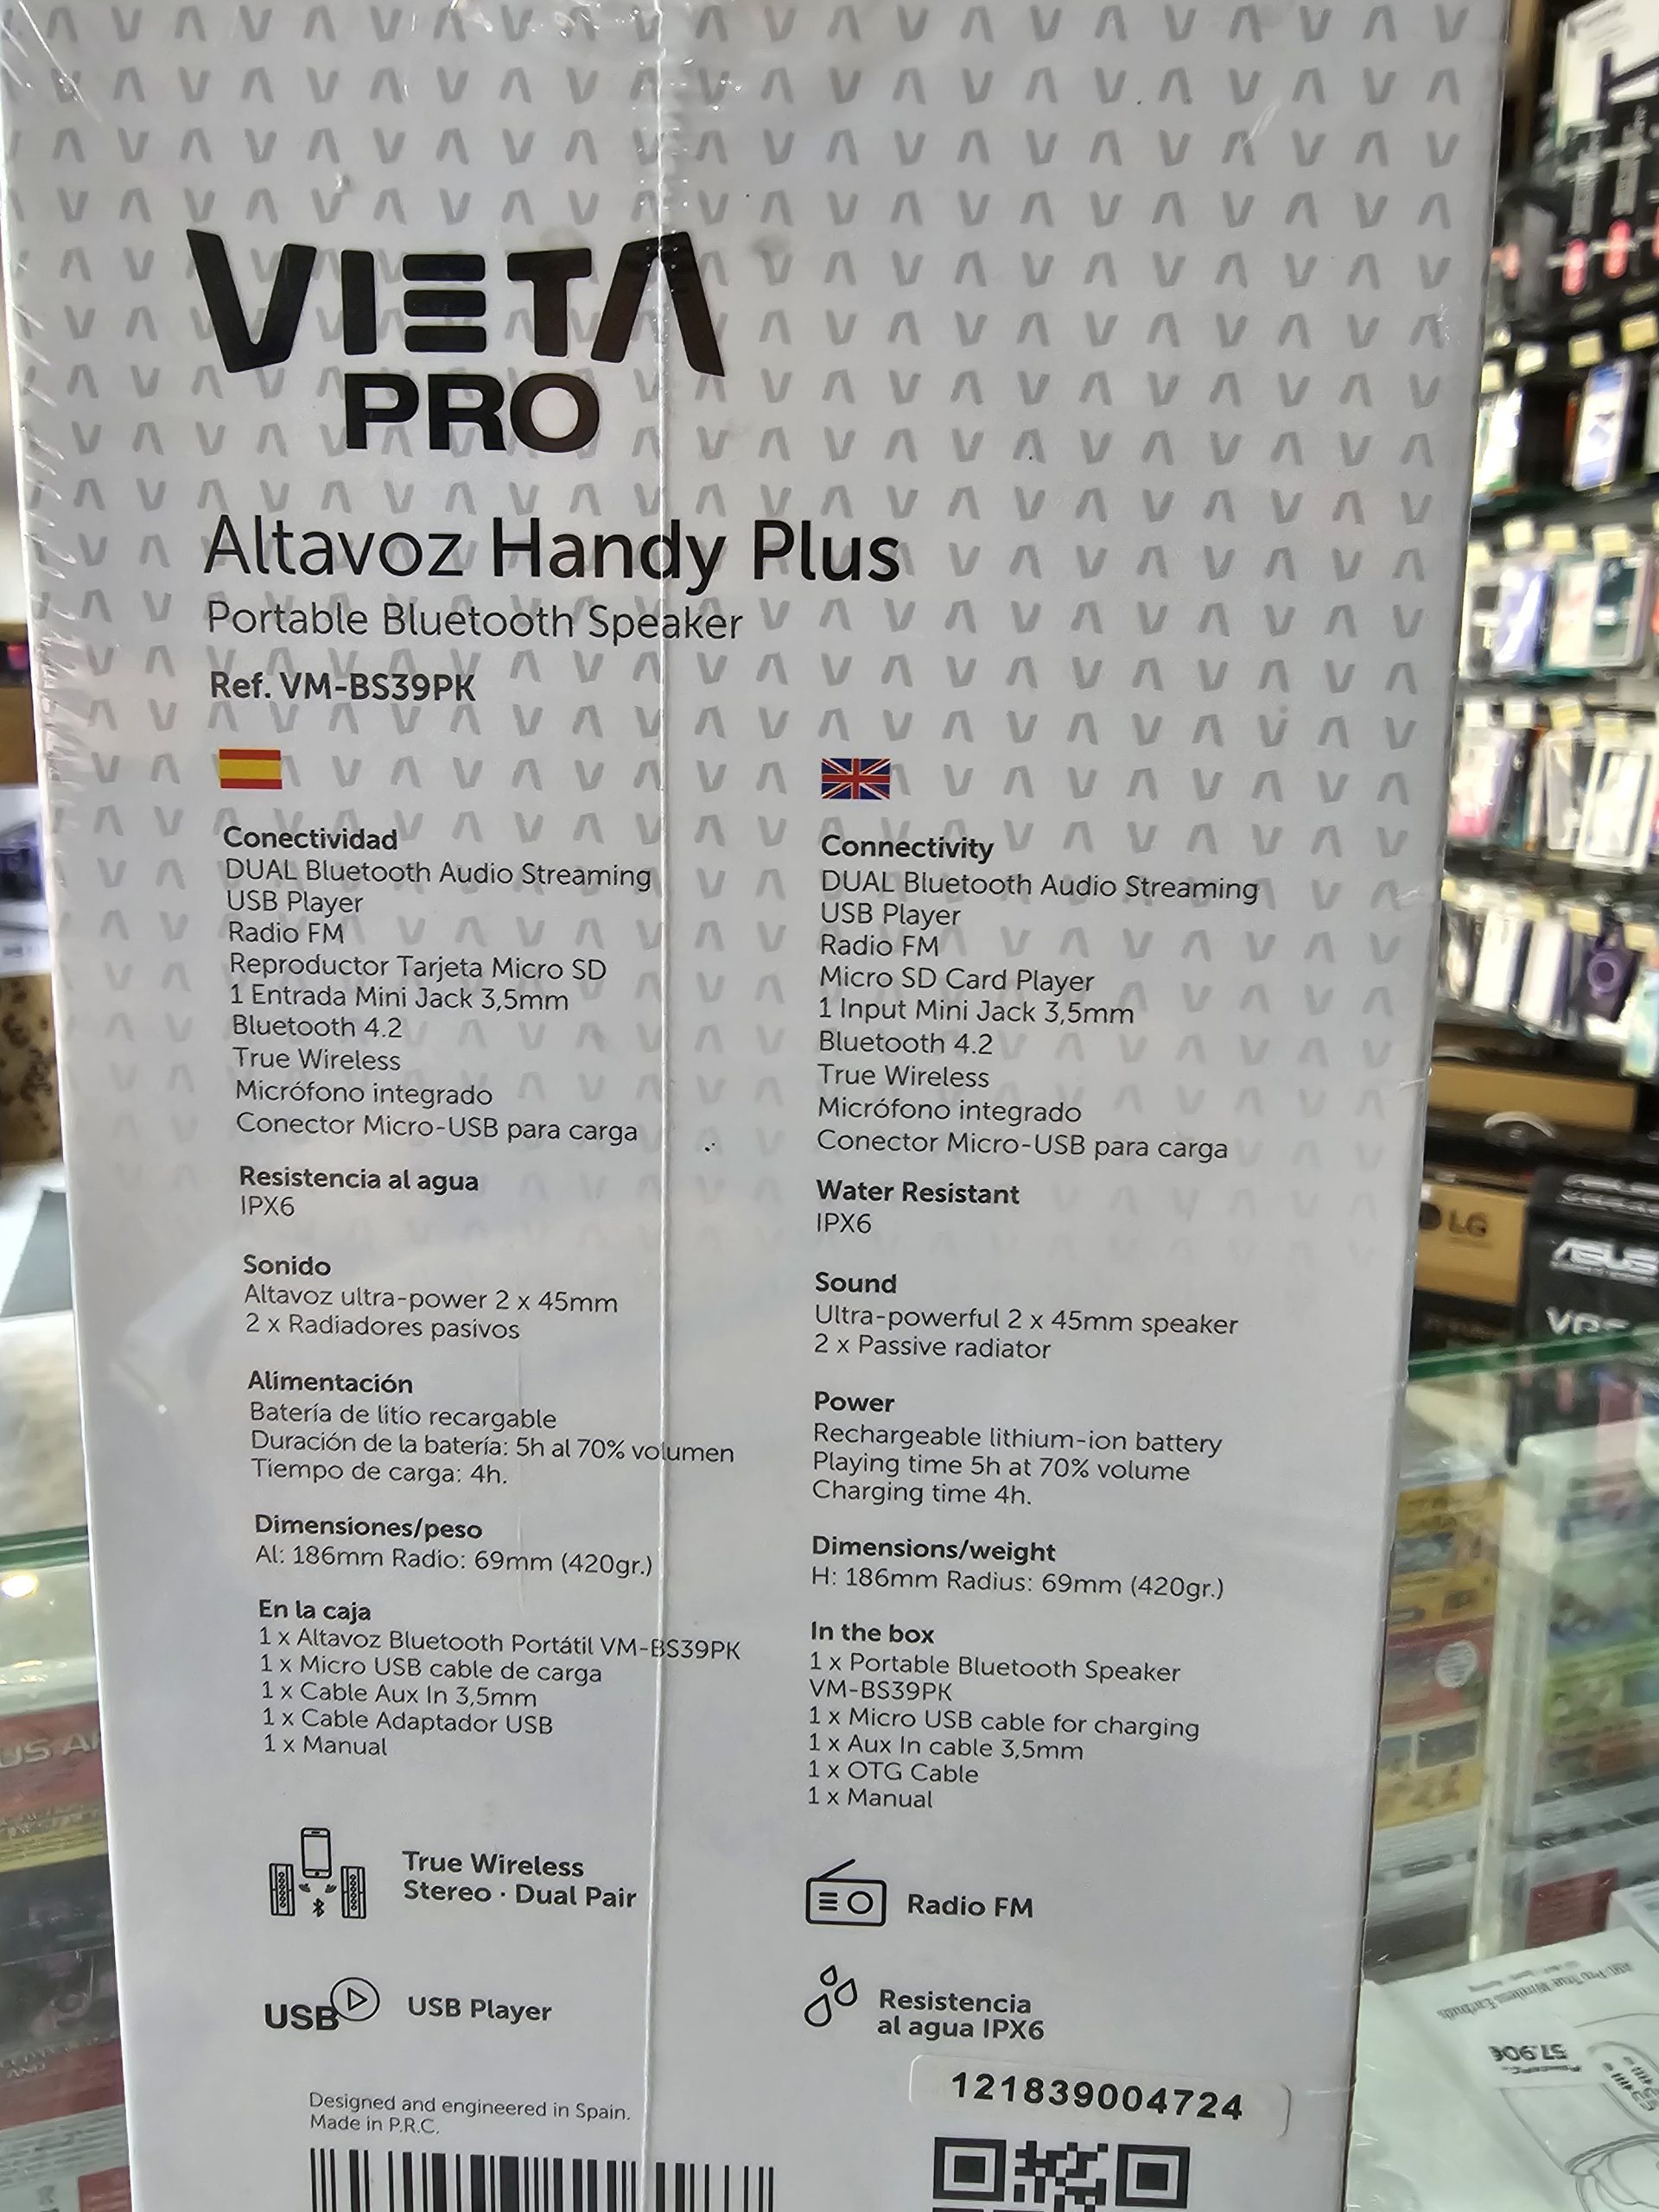 VIETA
PRO
Altavoz Handy Plus
Portable Bluetooth Speaker
Ref. VM-BS39PK
Conectividad
DUAL Bluetooth Audio Streaming
USB Player
Radio FM
Reproductor Tarjeta Micro SD
1 Entrada Mini Jack 3,5mm
Bluetooth 4.2
True Wireless
Micrófono integrado
Conector Micro-USB para carga
Resistencia al agua
IPX6
Sonido
Altavoz ultra-power 2 x 45mm
2 x Radiadores pasivos
Alimentación
Batería de litio recargable
Duración de la batería: 5h al 70% volumen
Tiempo de carga: 4h.
Dimensiones/peso
Al: 186mm Radio: 69mm (420gr.)
En la caja
1 x Altavoz Bluetooth Portátil VM-BS39PK
1 x Micro USB cable de carga
1 x Cable Aux In 3,5mm
1 x Cable Adaptador USB
1 x Manual
Connectivity
DUAL Bluetooth Audio Streaming
USB Player
Radio FM
Micro SD Card Player
1 Input Mini Jack 3,5mm
Bluetooth 4.2
True Wireless
Micrófono integrado
Conector Micro-USB para carga
Water Resistant
IPX6
Sound
Ultra-powerful 2 x 45mm speaker
2 x Passive radiator
Power
Rechargeable lithium-ion battery
Playing time 5h at 70% volume
Charging time 4h.
Dimensions/weight
H: 186mm Radius: 69mm (420gr.)
In the box
1 x Portable Bluetooth Speaker
VM-BS39PK
1 x Micro USB cable for charging
1 x Aux In cable 3,5mm
1 x OTG Cable
1 x Manual
True Wireless
Stereo · Dual Pair
Radio FM
USB
USB Player
Resistencia
al agua IPX6
121839004724
Designed and engineered in Spain.
Made in P.R.C.
LG
ASUS
57.90€